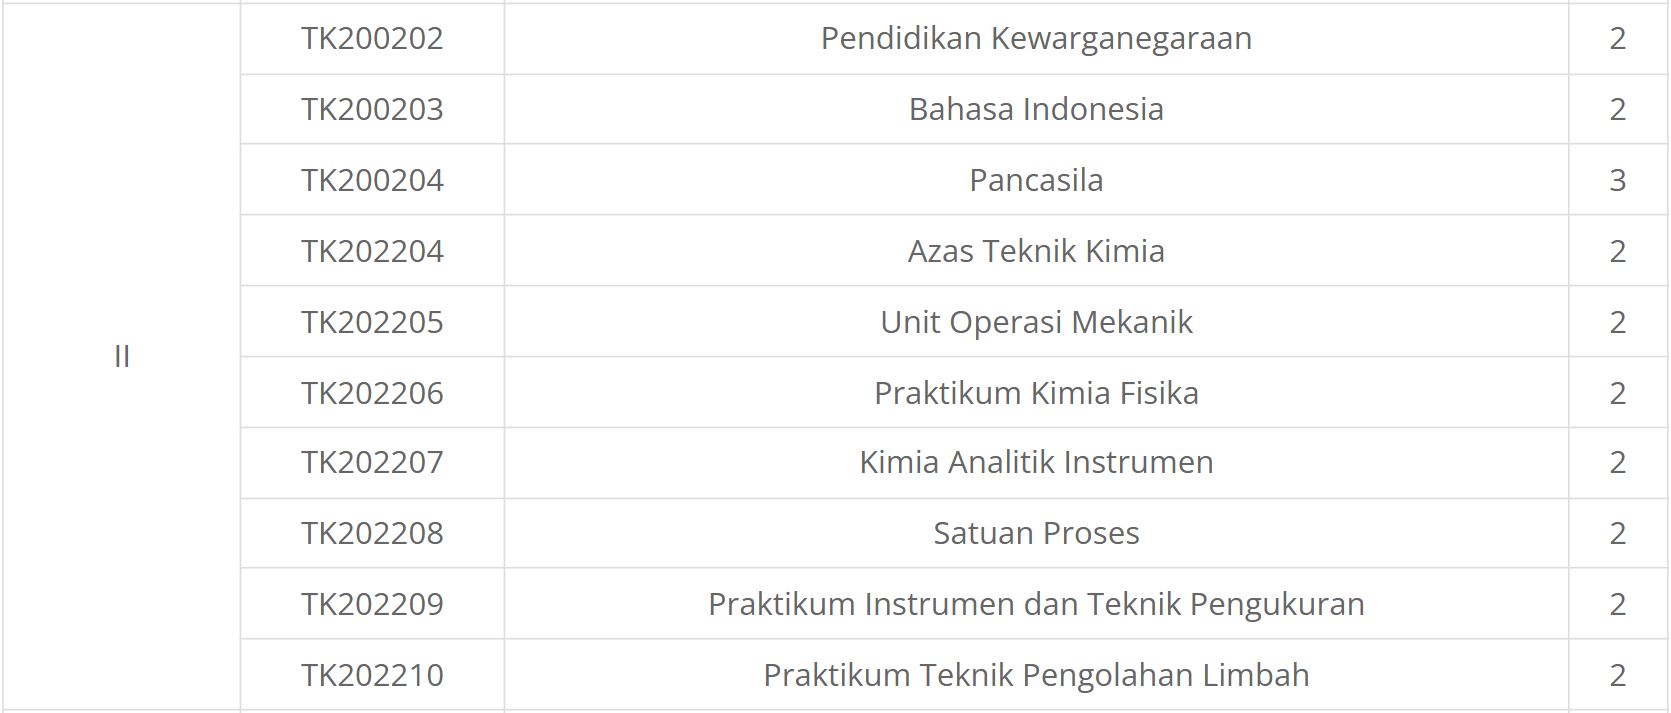 TK200202 Pendidikan Kewarganegaraan 2
TK200203 Bahasa Indonesia 2
TK200204 Pancasila 3
TK202204 Azas Teknik Kimia 2
TK202205 Unit Operasi Mekanik 2
II
TK202206 Praktikum Kimia Fisika 2
TK202207 Kimia Analitik Instrumen 2
TK202208 Satuan Proses 2
TK202209 Praktikum Instrumen dan Teknik Pengukuran 2
TK202210 Praktikum Teknik Pengolahan Limbah 2